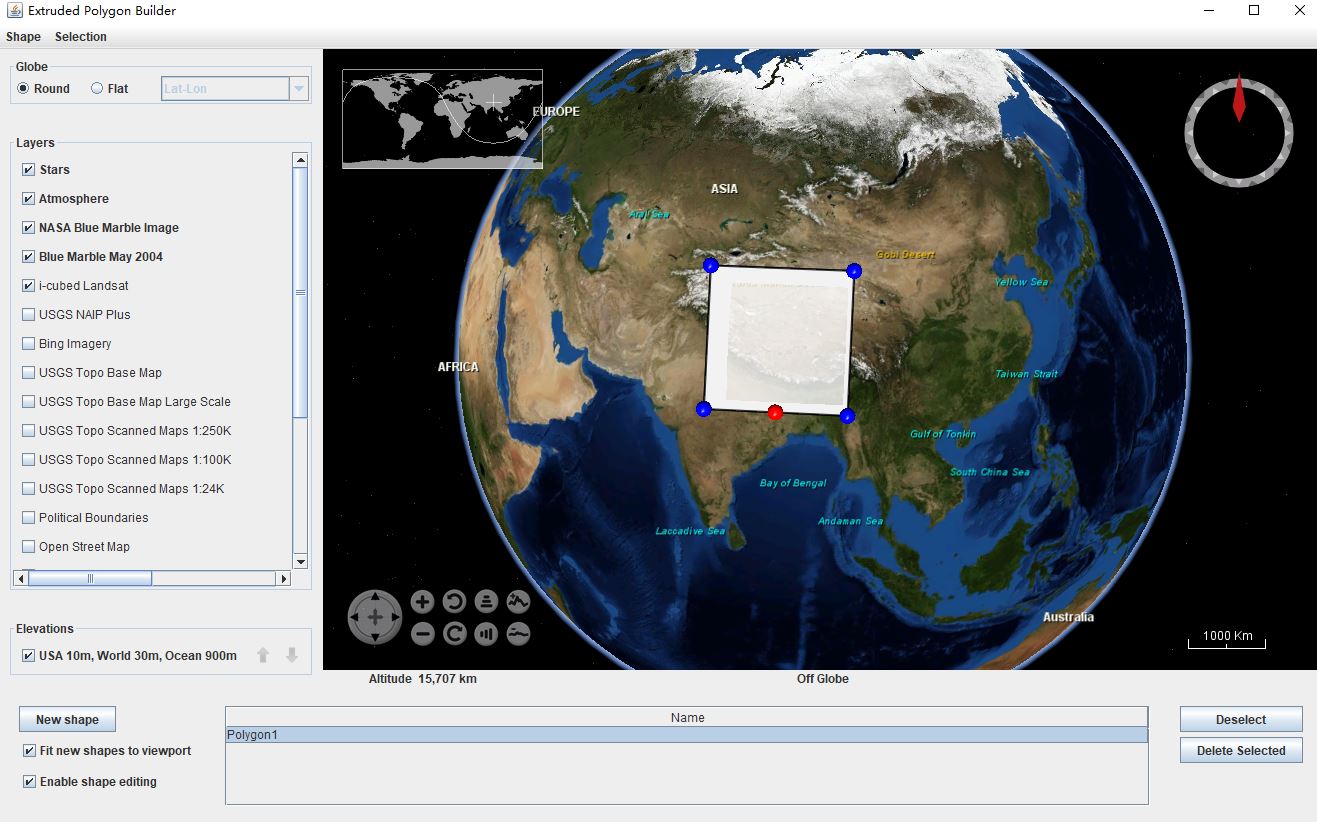 Extruded Polygon Builder
Shape Selection
Globe
Round Flat Lat-Lon
Layers
Stars
Atmosphere
NASA Blue Marble Image
Blue Marble May 2004
i-cubed Landsat
USGS NAIP Plus
Bing Imagery
USGS Topo Base Map
USGS Topo Base Map Large Scale
USGS Topo Scanned Maps 1:250K
USGS Topo Scanned Maps 1:100K
USGS Topo Scanned Maps 1:24K
Political Boundaries
Open Street Map
Elevations
USA 10m, World 30m, Ocean 900m
EUROPE
ASIA
Aral Sea
Gobi Desert
Yellow Sea
AFRICA
Taiwan Strait
Gulf of Tonkin
South China Sea
Bay of Bengal
Andaman Sea
Laccadive Sea
Australia
1000 Km
Altitude 15,707 km
Off Globe
New shape
Fit new shapes to viewport
Enable shape editing
Name
Polygon1
Deselect
Delete Selected